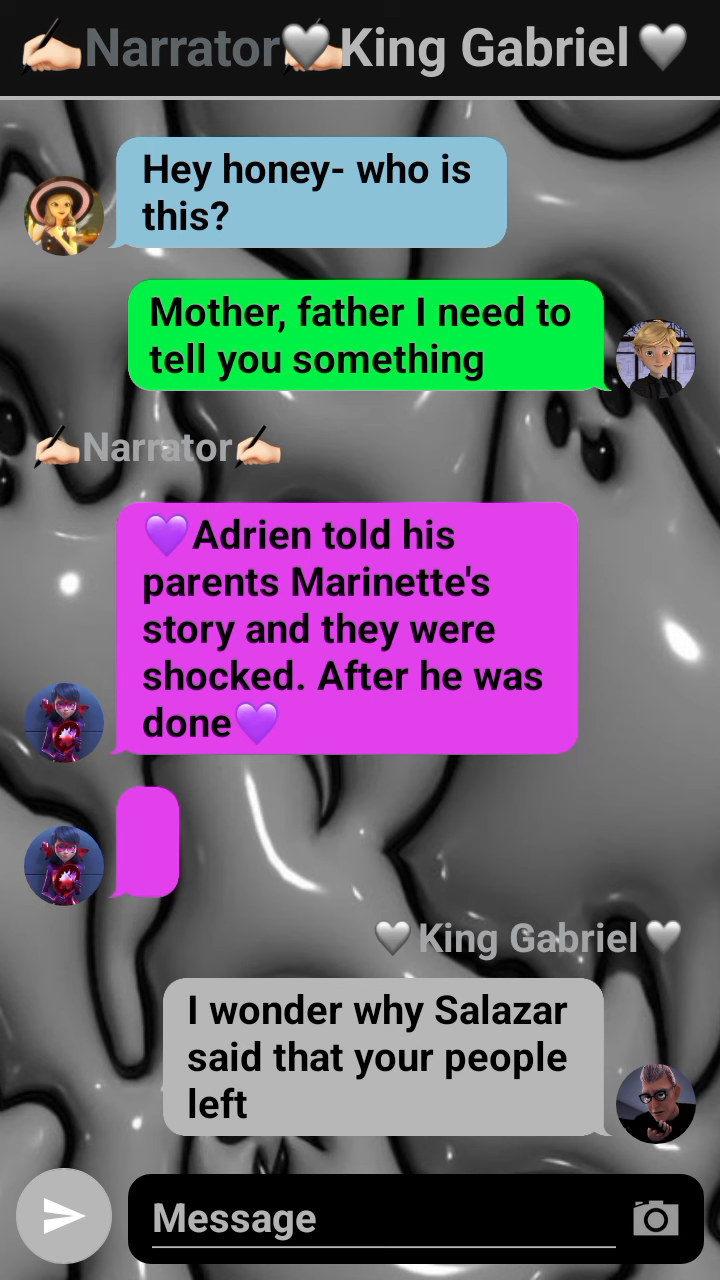 ✍🏻Narrator✍🏻🤍King Gabriel🤍
Hey honey- who is
this?
Mother, father I need to
tell you something
✍🏻Narrator✍🏻
💜Adrien told his
parents Marinette's
story and they were
shocked. After he was
done💜
🤍King Gabriel🤍
I wonder why Salazar
said that your people
left
Message